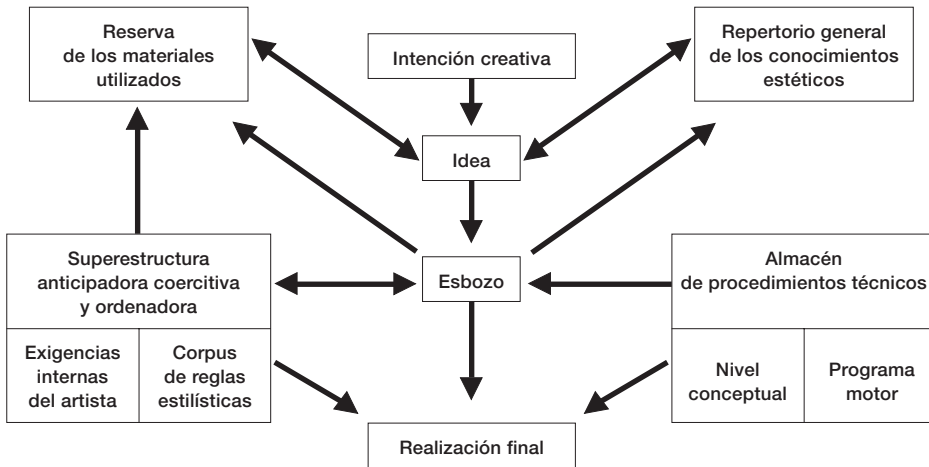 Reserva
de los materiales
utilizados
Intención creativa
Repertorio general
de los conocimientos
estéticos
Idea
Superestructura
anticipadora coercitiva
y ordenadora
Esbozo
Almacén
de procedimientos técnicos
Exigencias
internas
del artista
Corpus
de reglas
estilísticas
Nivel
conceptual
Programa
motor
Realización final